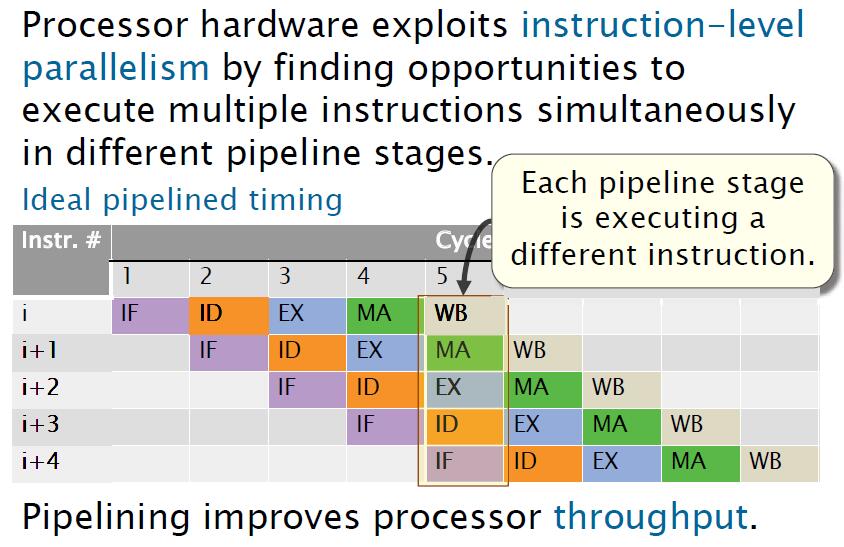 Processor hardware exploits instruction-level
parallelism by finding opportunities to
execute multiple instructions simultaneously
in different pipeline stages.
Each pipeline stage
is executing a
different instruction.
Ideal pipelined timing
Instr. # Cycle
1 2 3 4 5
i IF ID EX MA WB
i+1 IF ID EX MA WB
i+2 IF ID EX MA WB
i+3 IF ID EX MA WB
i+4 IF ID EX MA WB
Pipelining improves processor throughput.